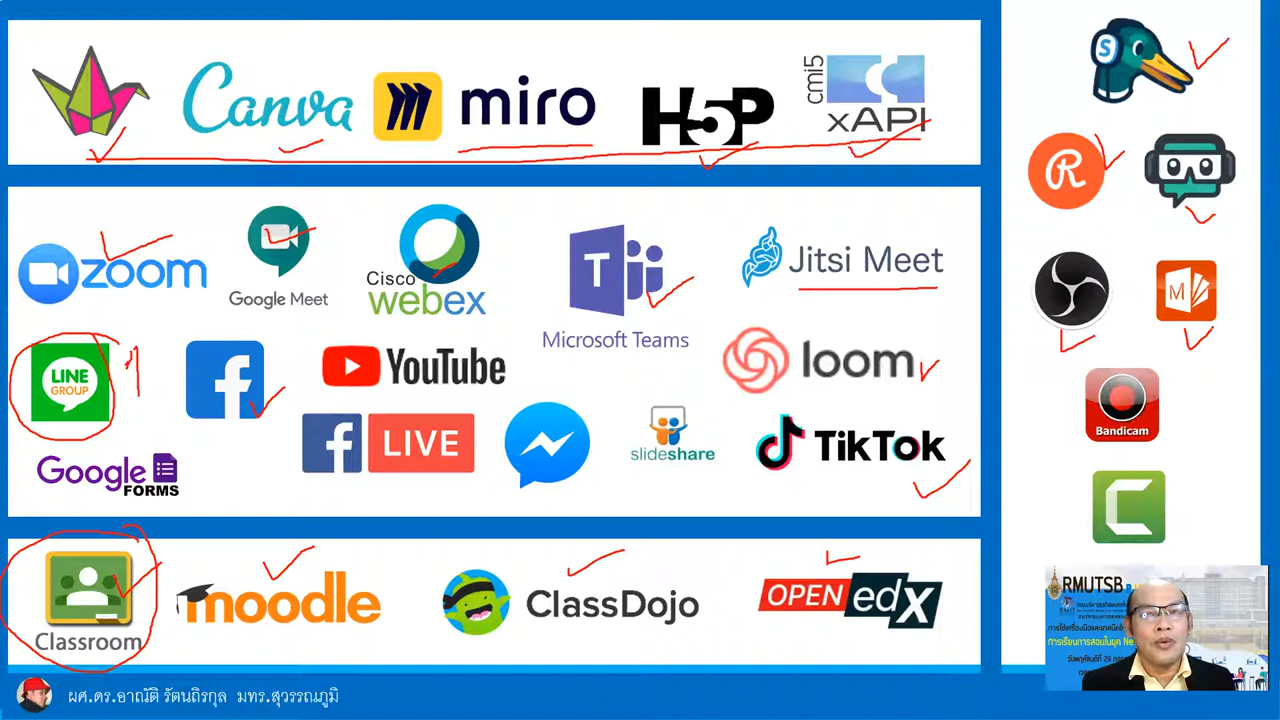 Canva
miro
H5P
cmi5
xAPI
S
R
zoom
Google Meet
Cisco
webex
T
Microsoft Teams
Jitsi Meet
M
LINE
GROUP
YouTube
loom
LIVE
slideshare
TikTok
Bandicam
Google
FORMS
Classroom
moodle
ClassDojo
OPEN edX
RMUTSB
ผศ.ดร.อาณัติ รัตนถิรกุล มทร.สุวรรณภูมิ